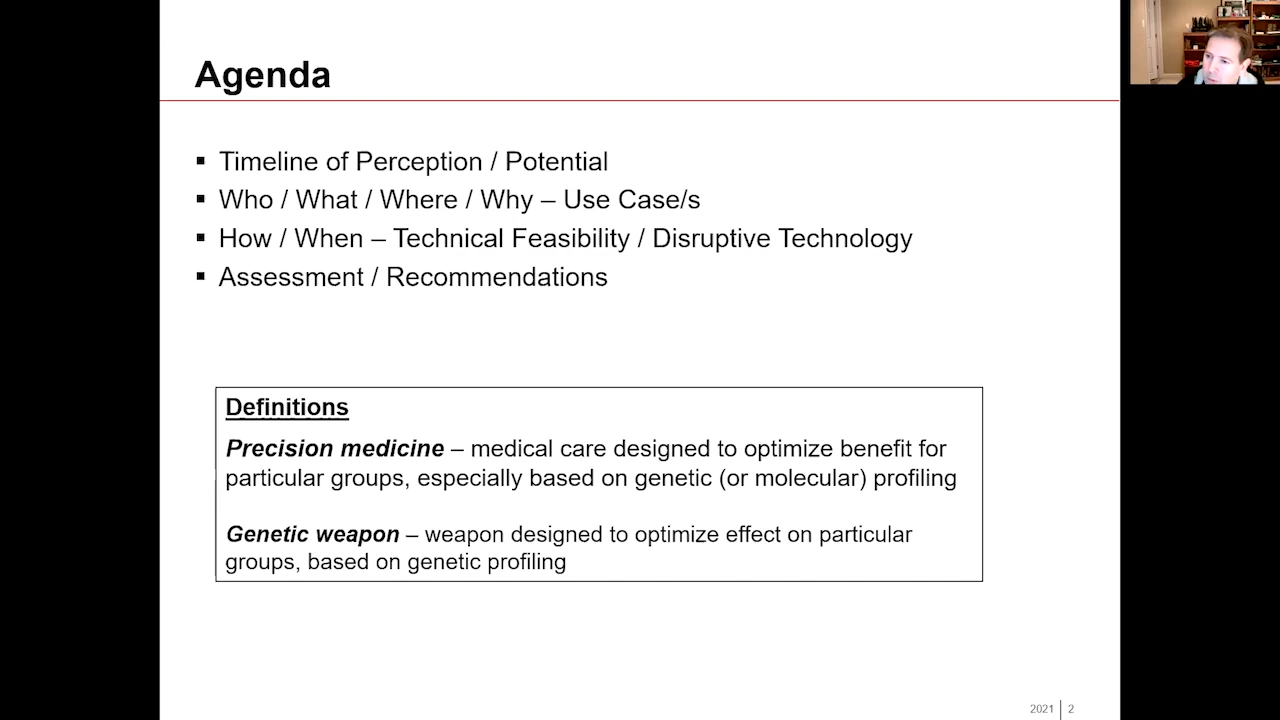 Agenda
▪ Timeline of Perception / Potential
▪ Who / What / Where / Why – Use Case/s
▪ How / When – Technical Feasibility / Disruptive Technology
▪ Assessment / Recommendations
Definitions
Precision medicine – medical care designed to optimize benefit for
particular groups, especially based on genetic (or molecular) profiling
Genetic weapon – weapon designed to optimize effect on particular
groups, based on genetic profiling
2021 | 2